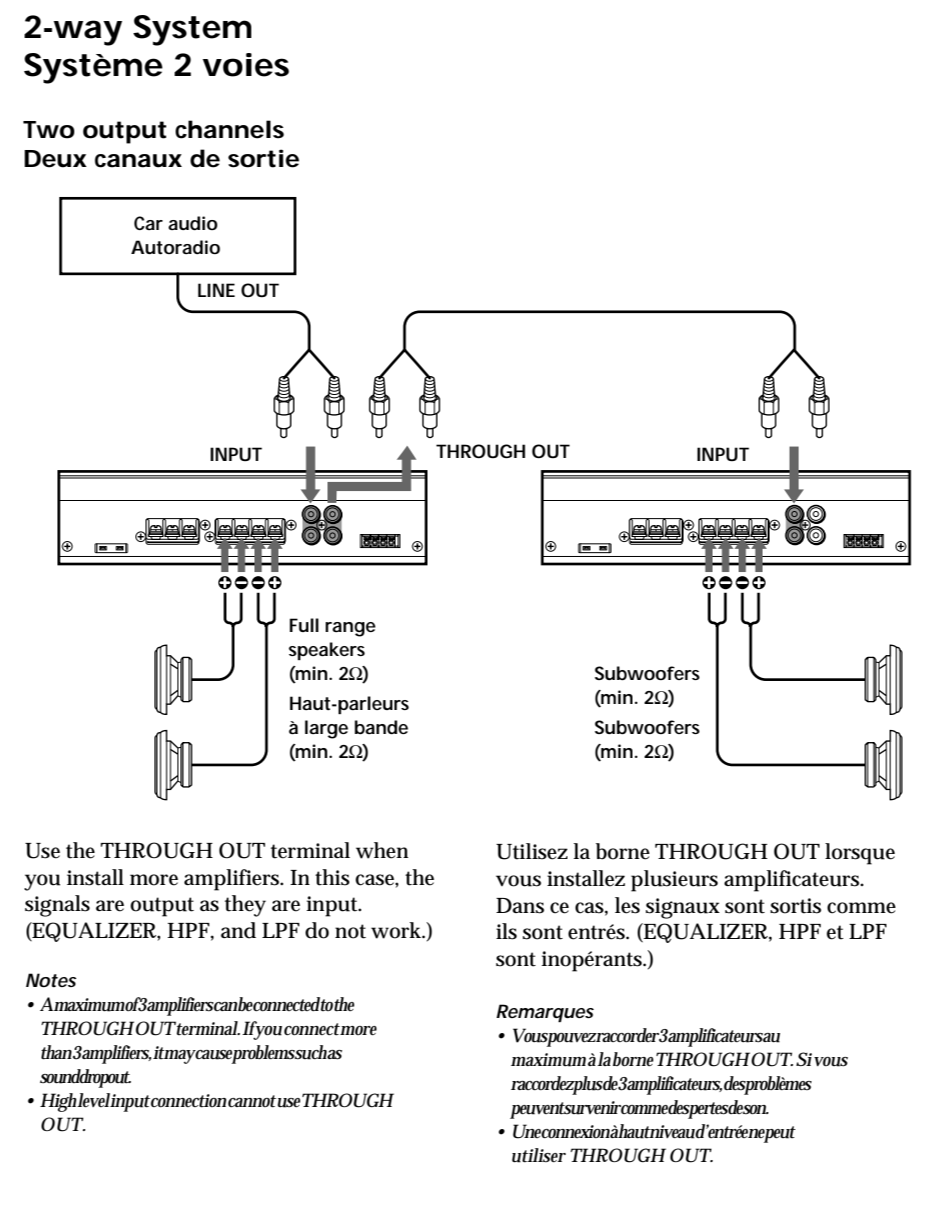 2-way System
Système 2 voies
Two output channels
Deux canaux de sortie
Car audio
Autoradio
LINE OUT
INPUT
THROUGH OUT
INPUT
Full range
speakers
(min. 2Ω)
Haut-parleurs
à large bande
(min. 2Ω)
Subwoofers
(min. 2Ω)
Subwoofers
(min. 2Ω)
Use the THROUGH OUT terminal when
you install more amplifiers. In this case, the
signals are output as they are input.
(EQUALIZER, HPF, and LPF do not work.)
Notes
• A maximum of 3 amplifiers can be connected to the
THROUGH OUT terminal. If you connect more
than 3 amplifiers, it may cause problems such as
sound dropout.
• High level input connection cannot use THROUGH
OUT.
Utilisez la borne THROUGH OUT lorsque
vous installez plusieurs amplificateurs.
Dans ce cas, les signaux sont sortis comme
ils sont entrés. (EQUALIZER, HPF et LPF
sont inopérants.)
Remarques
• Vous pouvez raccorder 3 amplificateurs au
maximum à la borne THROUGH OUT. Si vous
raccordez plus de 3 amplificateurs, des problèmes
peuvent survenir comme des pertes de son.
• Une connexion à haut niveau d'entrée ne peut
utiliser THROUGH OUT.